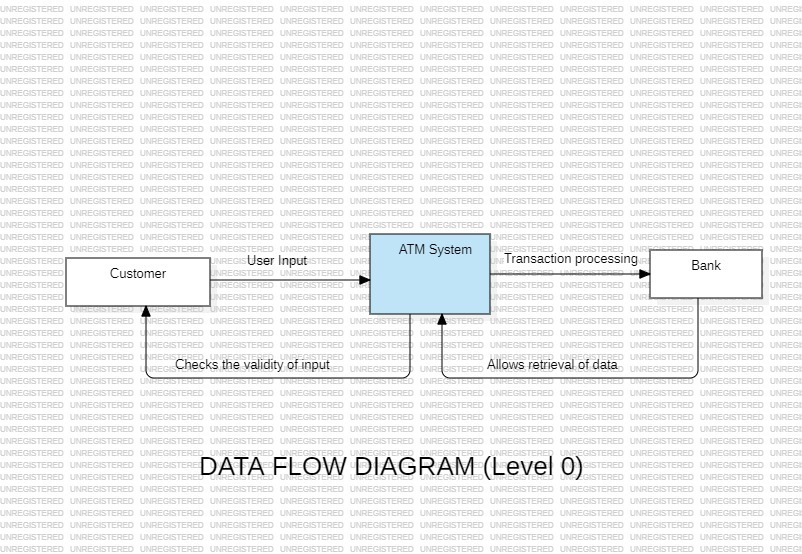 ATM System
User Input
Transaction processing
Customer
Bank
Checks the validity of input
Allows retrieval of data
DATA FLOW DIAGRAM (Level 0)
UNREGISTERED